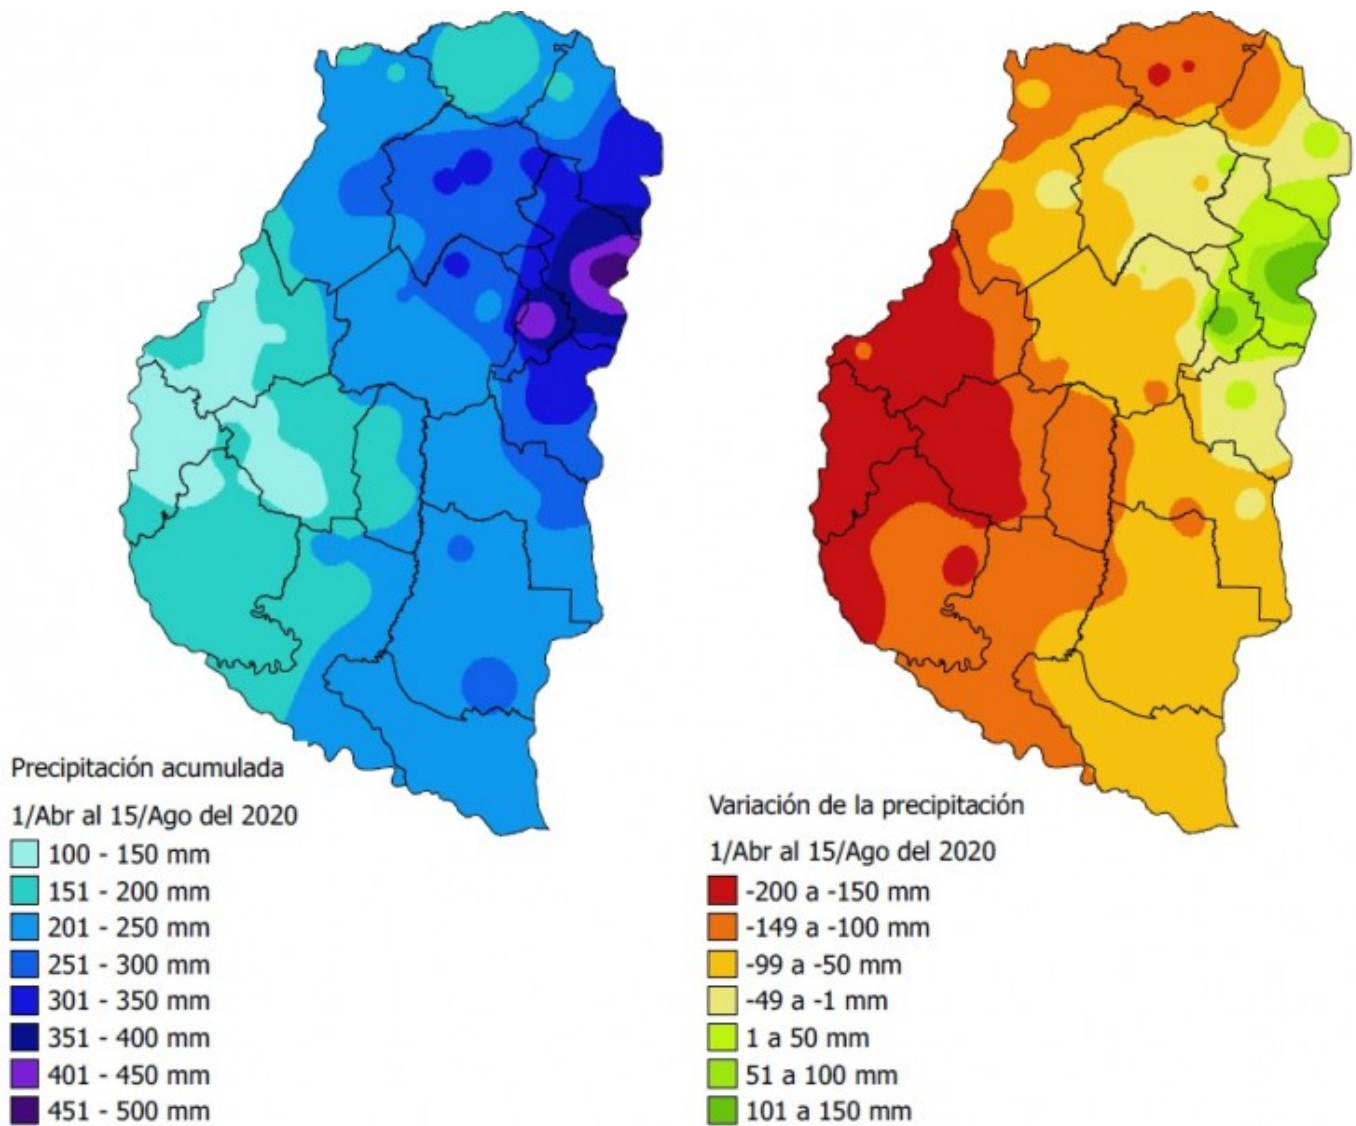 Precipitación acumulada
1/Abr al 15/Ago del 2020
100 - 150 mm
151 - 200 mm
201 - 250 mm
251 - 300 mm
301 - 350 mm
351 - 400 mm
401 - 450 mm
451 - 500 mm
Variación de la precipitación
1/Abr al 15/Ago del 2020
-200 a -150 mm
-149 a -100 mm
-99 a -50 mm
-49 a -1 mm
1 a 50 mm
51 a 100 mm
101 a 150 mm